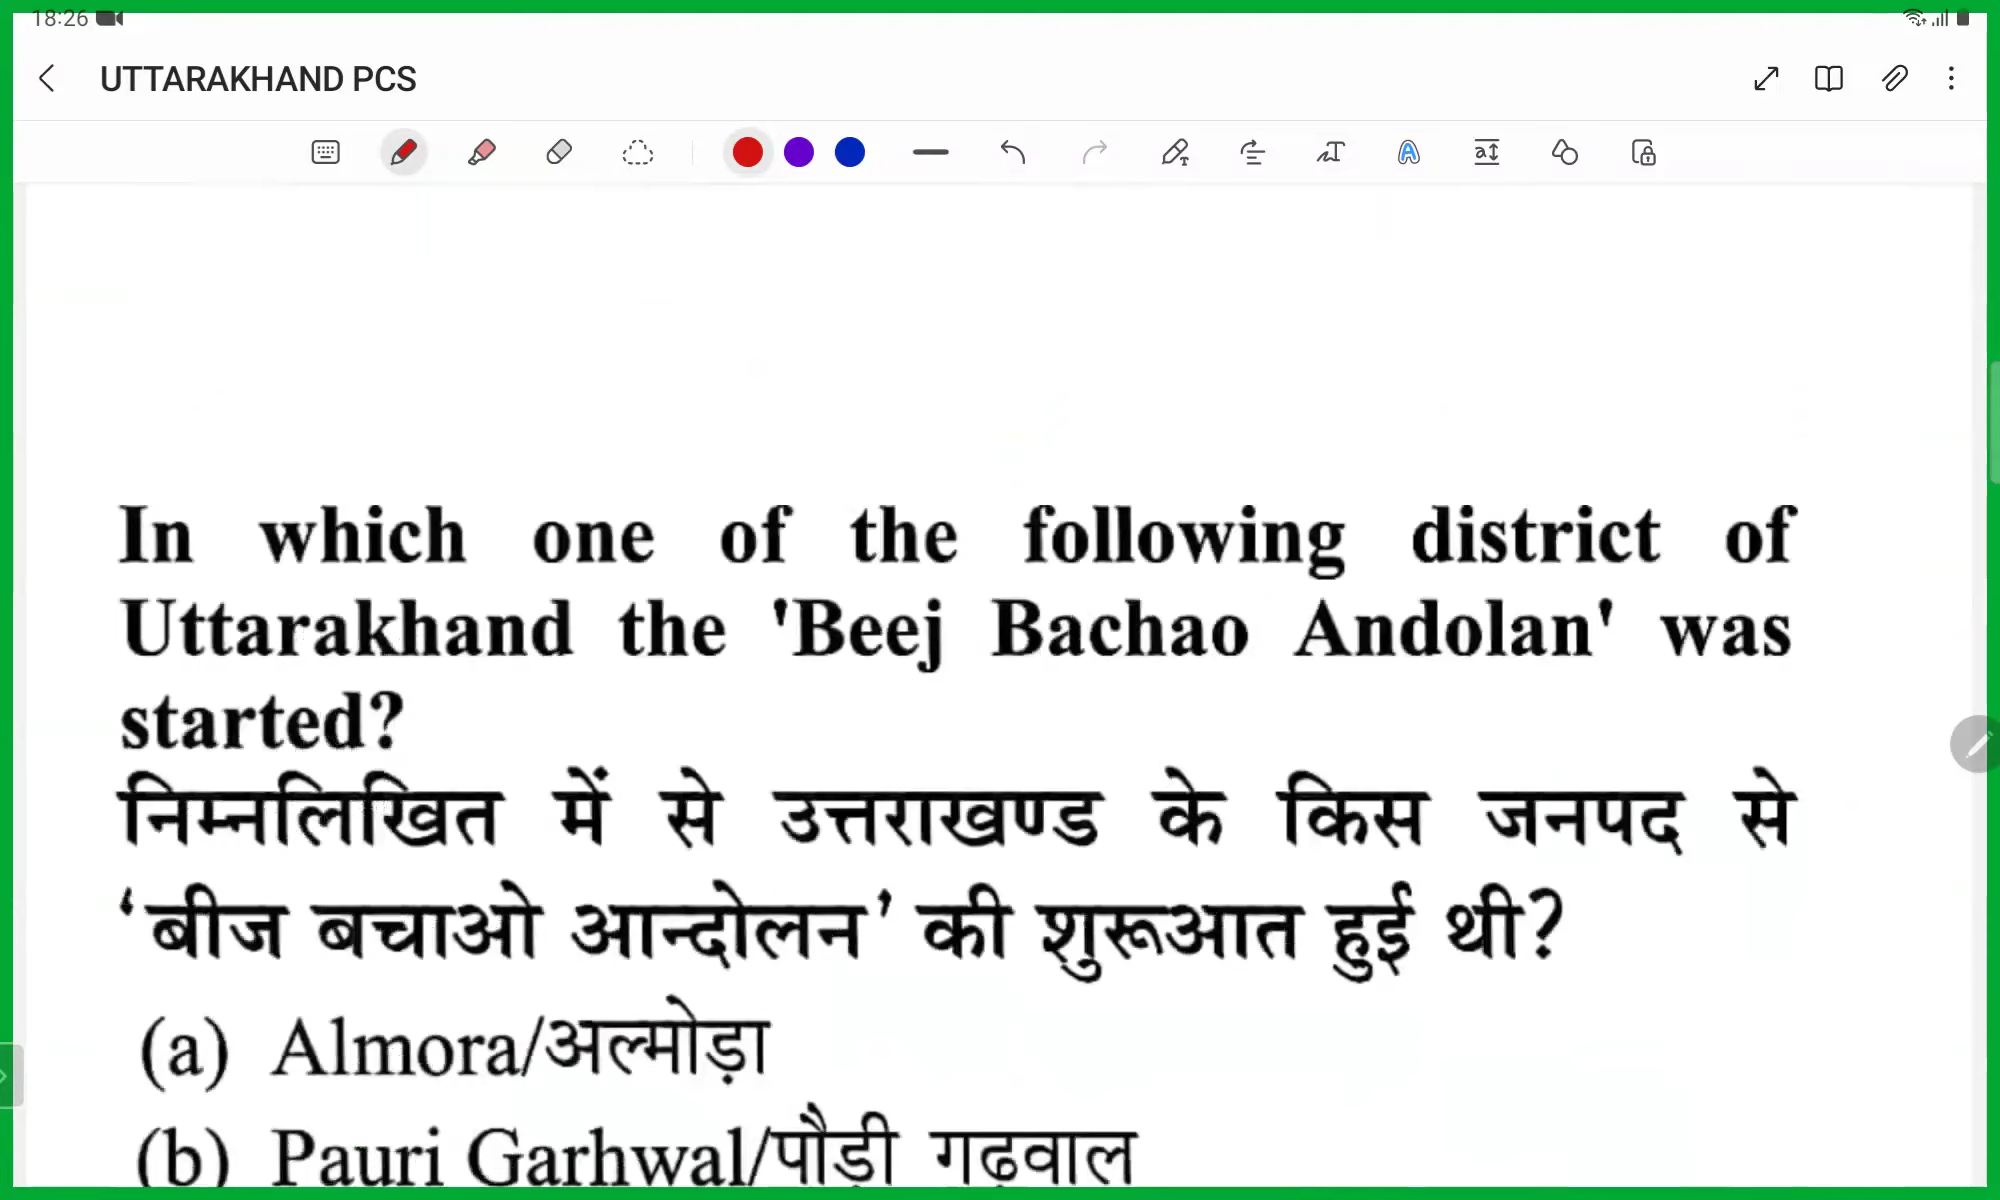 18:26
UTTARAKHAND PCS
In which one of the following district of
Uttarakhand the 'Beej Bachao Andolan' was
started?
निम्नलिखित में से उत्तराखण्ड के किस जनपद से
‘बीज बचाओ आन्दोलन’ की शुरूआत हुई थी?
(a) Almora/अल्मोड़ा
(b) Pauri Garhwal/पौड़ी गढ़वाल